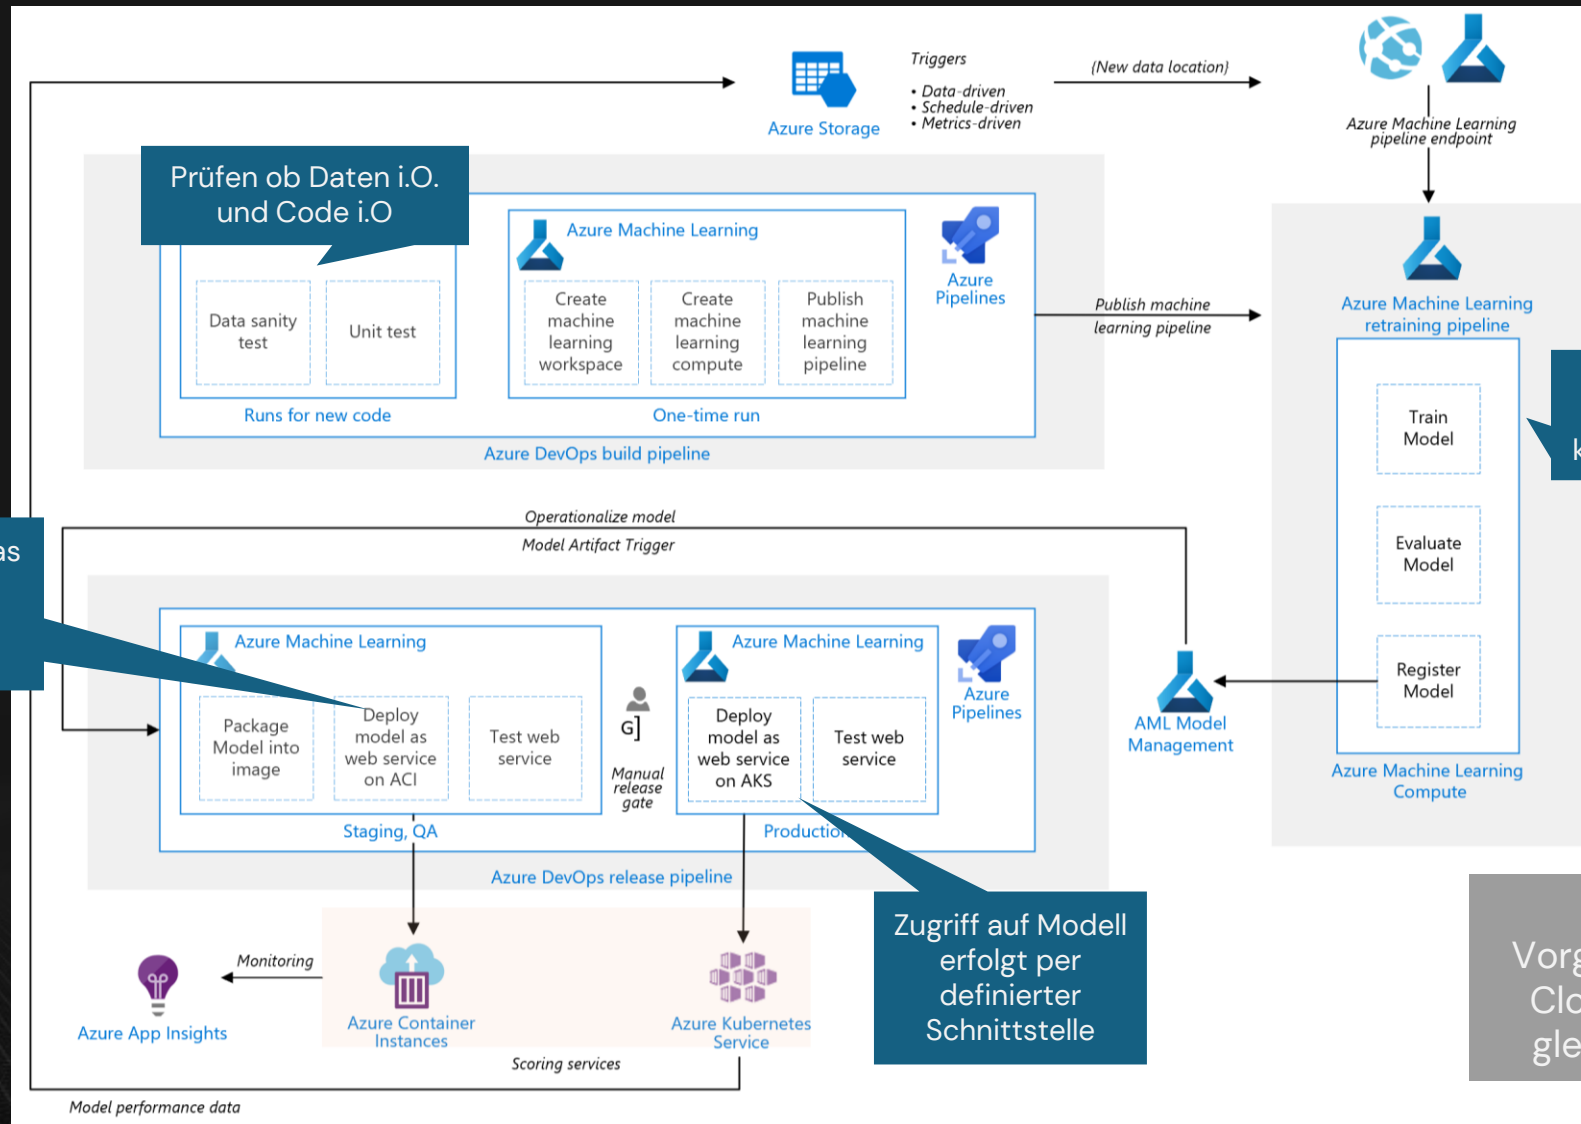 Triggers
• Data-driven
• Schedule-driven
• Metrics-driven
(New data location)
Azure Storage
Azure Machine Learning
pipeline endpoint
Prüfen ob Daten i.O.
und Code i.O
Azure Machine Learning
Data sanity
test
Unit test
Create
machine
learning
workspace
Create
machine
learning
compute
Publish
machine
learning
pipeline
Azure
Pipelines
Runs for new code
One-time run
Azure DevOps build pipeline
Publish machine
learning pipeline
Azure Machine Learning
retraining pipeline
Train
Model
Evaluate
Model
Register
Model
Azure Machine Learning
Compute
k
Operationalize model
Model Artifact Trigger
as
Azure Machine Learning
Package
Model into
image
Deploy
model as
web service
on ACI
Test web
service
Staging, QA
G]
Manual
release
gate
Azure Machine Learning
Deploy
model as
web service
on AKS
Test web
service
Production
Azure
Pipelines
Azure DevOps release pipeline
AML Model
Management
Zugriff auf Modell
erfolgt per
definierter
Schnittstelle
Vorg
Clo
gle
Monitoring
Azure App Insights
Azure Container
Instances
Azure Kubernetes
Service
Scoring services
Model performance data